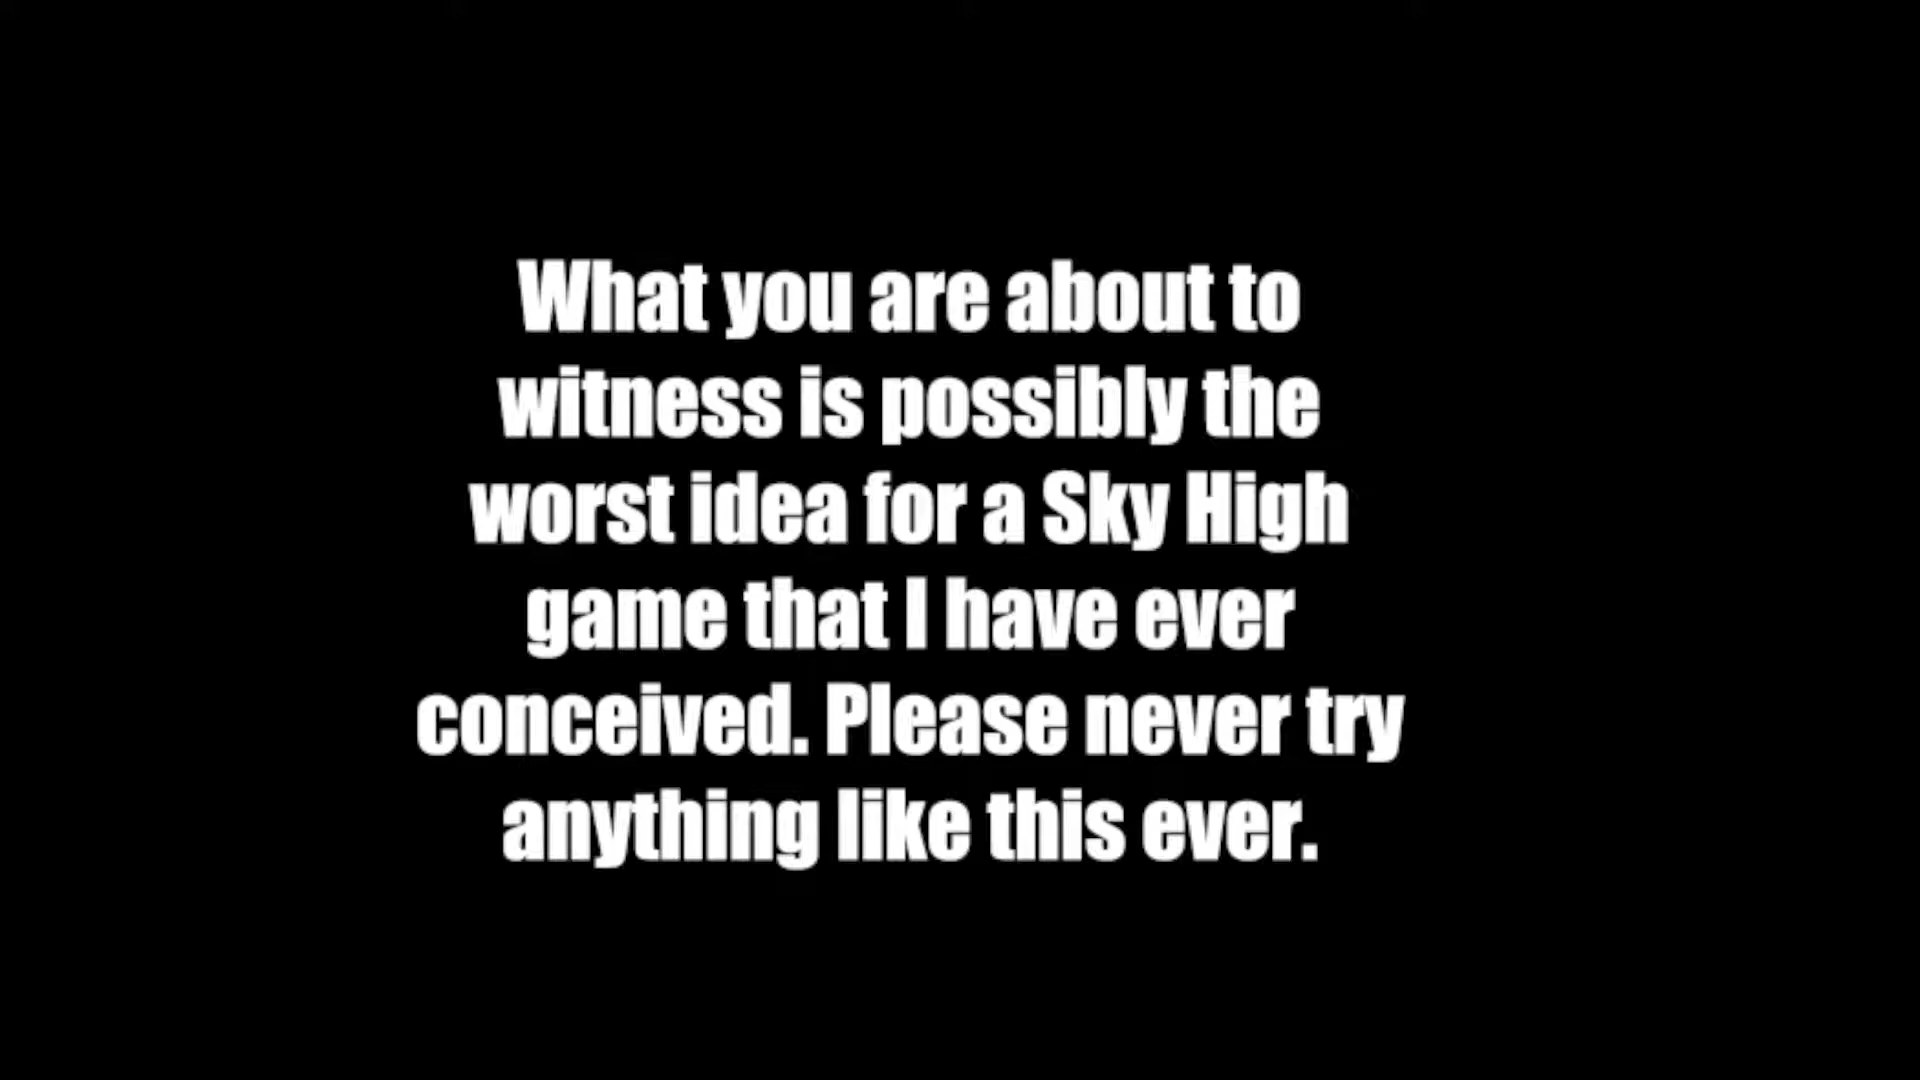 What you are about to
witness is possibly the
worst idea for a Sky High
game that I have ever
conceived. Please never try
anything like this ever.